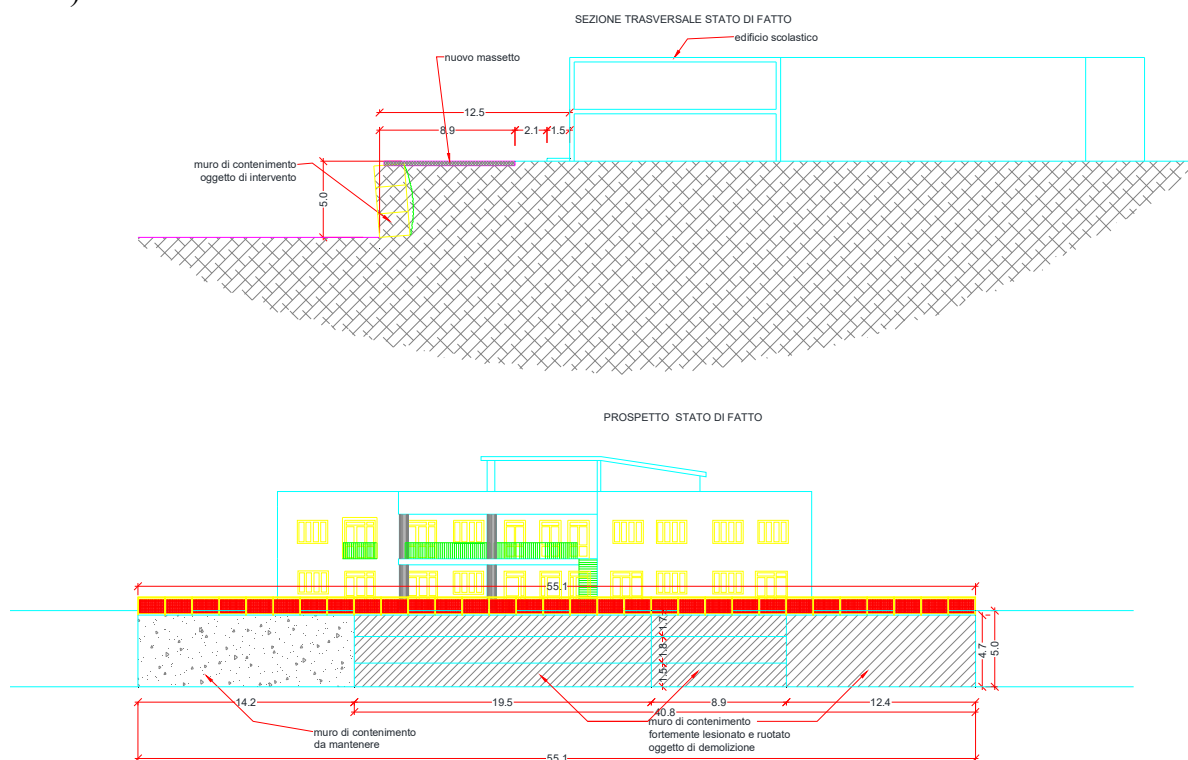 )
SEZIONE TRASVERSALE STATO DI FATTO
edificio scolastico
nuovo massetto
12.5
8.9
2.1
1.5
muro di contenimento
oggetto di intervento
5.0
PROSPETTO STATO DI FATTO
55.1
1.7
1.8
1.5
4.7
5.0
14.2
19.5
8.9
12.4
40.8
muro di contenimento
da mantenere
muro di contenimento
fortemente lesionato e ruotato
oggetto di demolizione
55.1